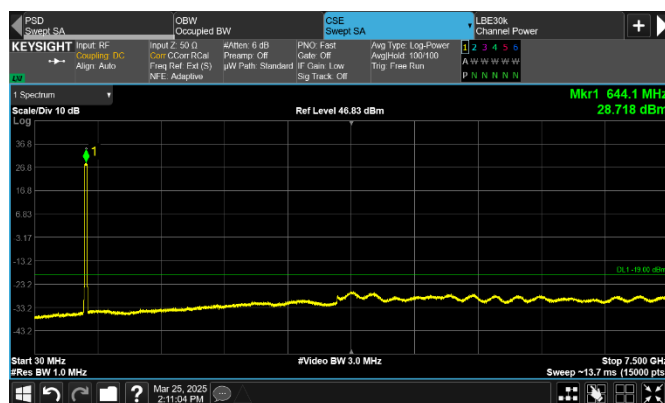 PSD
Swept SA
OBW
Occupied BW
CSE
Swept SA
LBE30k
Channel Power
KEYSIGHT
Input: RF
Coupling: DC
Align: Auto
Input Z: 50 Ω
Corr CCorr RCal
Freq Ref: Ext (S)
NFE: Adaptive
#Atten: 6 dB
Preamp: Off
µW Path: Standard
PNO: Fast
Gate: Off
IF Gain: Low
Sig Track: Off
Avg Type: Log-Power
Avg|Hold: 100/100
Trig: Free Run
1 2 3 4 5 6
A W W W W W
P N N N N N
1 Spectrum
Scale/Div 10 dB
Ref Level 46.83 dBm
Mkr1 644.1 MHz
28.718 dBm
Log
36.8
26.8
16.8
6.83
-3.17
-13.2
-23.2
-33.2
-43.2
1
DL1 -19.00 dBm
Start 30 MHz
#Res BW 1.0 MHz
#Video BW 3.0 MHz
Stop 7.500 GHz
Sweep ~13.7 ms (15000 pts)
Mar 25, 2025
2:11:04 PM